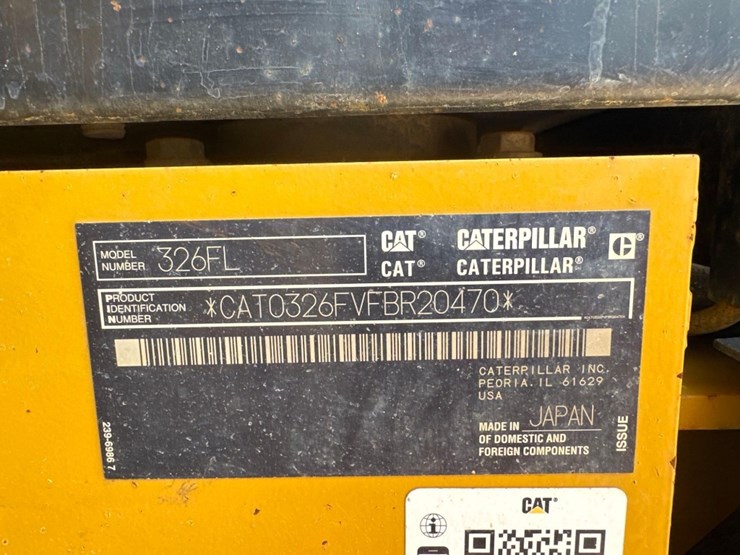 MODEL NUMBER 326FL
CAT® CATERPILLAR®
CAT® CATERPILLAR®
PRODUCT IDENTIFICATION NUMBER *CAT0326FVFBR20470*
CATERPILLAR INC.
PEORIA, IL 61629
USA
MADE IN JAPAN
OF DOMESTIC AND
FOREIGN COMPONENTS
ISSUE
239-6986 7
CAT®